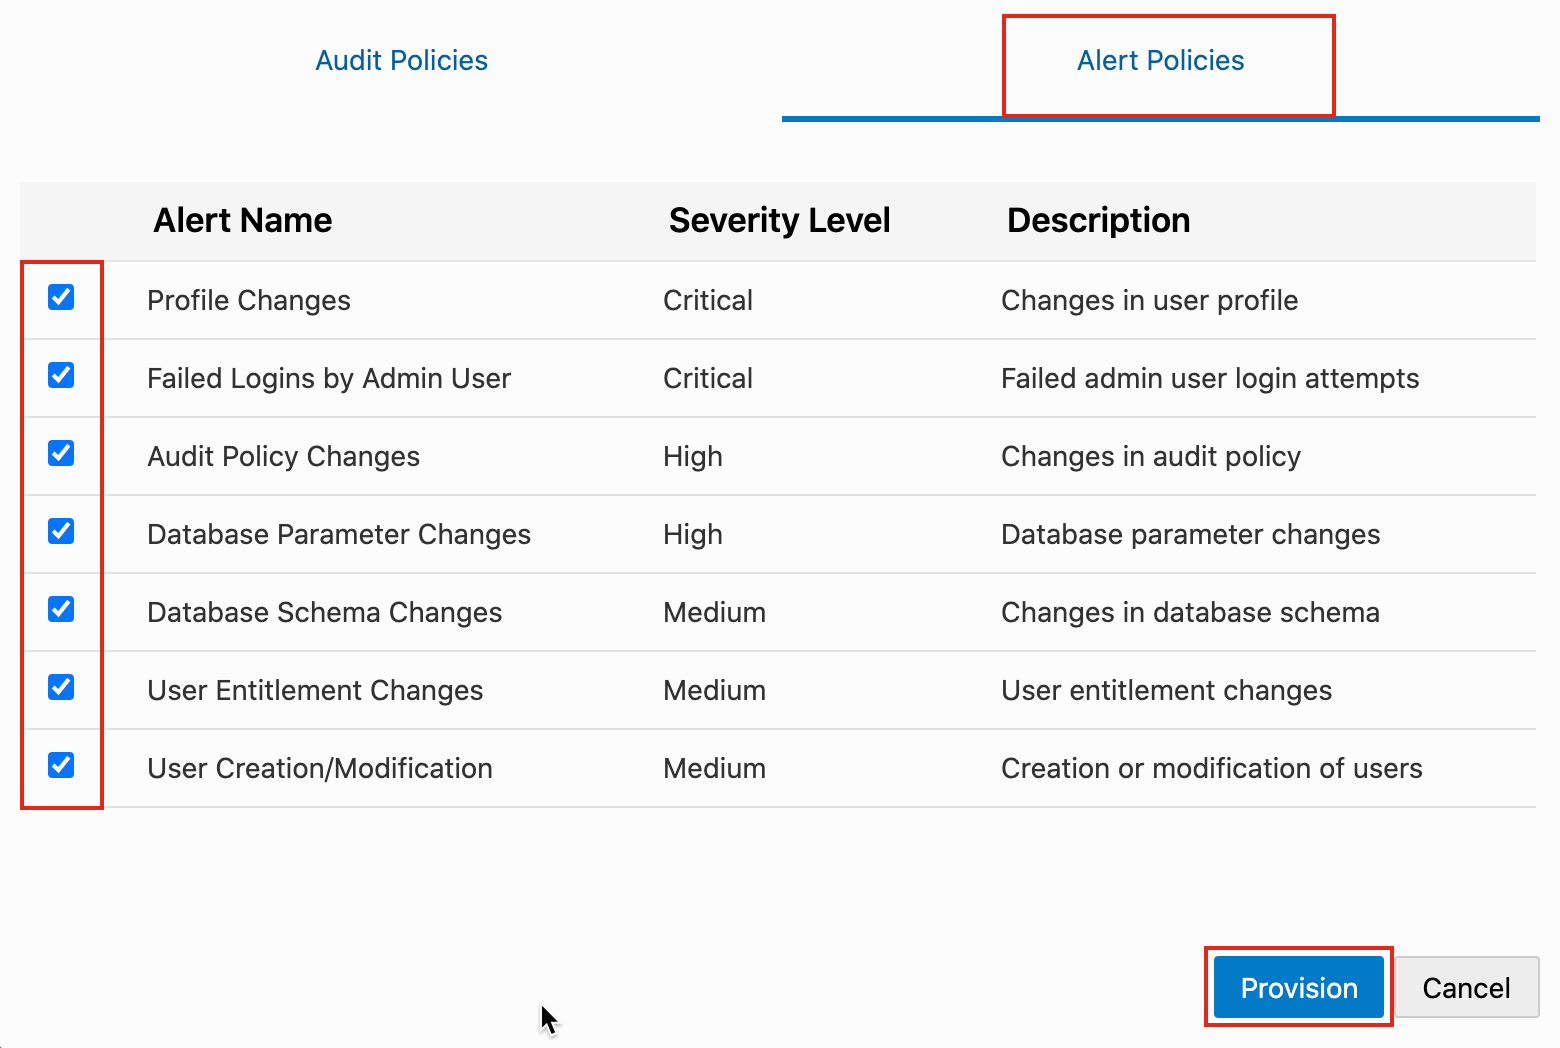 Audit Policies Alert Policies
Alert Name Severity Level Description
Profile Changes Critical Changes in user profile
Failed Logins by Admin User Critical Failed admin user login attempts
Audit Policy Changes High Changes in audit policy
Database Parameter Changes High Database parameter changes
Database Schema Changes Medium Changes in database schema
User Entitlement Changes Medium User entitlement changes
User Creation/Modification Medium Creation or modification of users
Provision Cancel